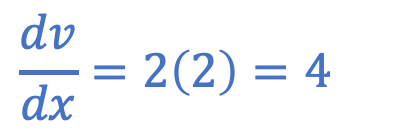 dv/dx = 2(2) = 4